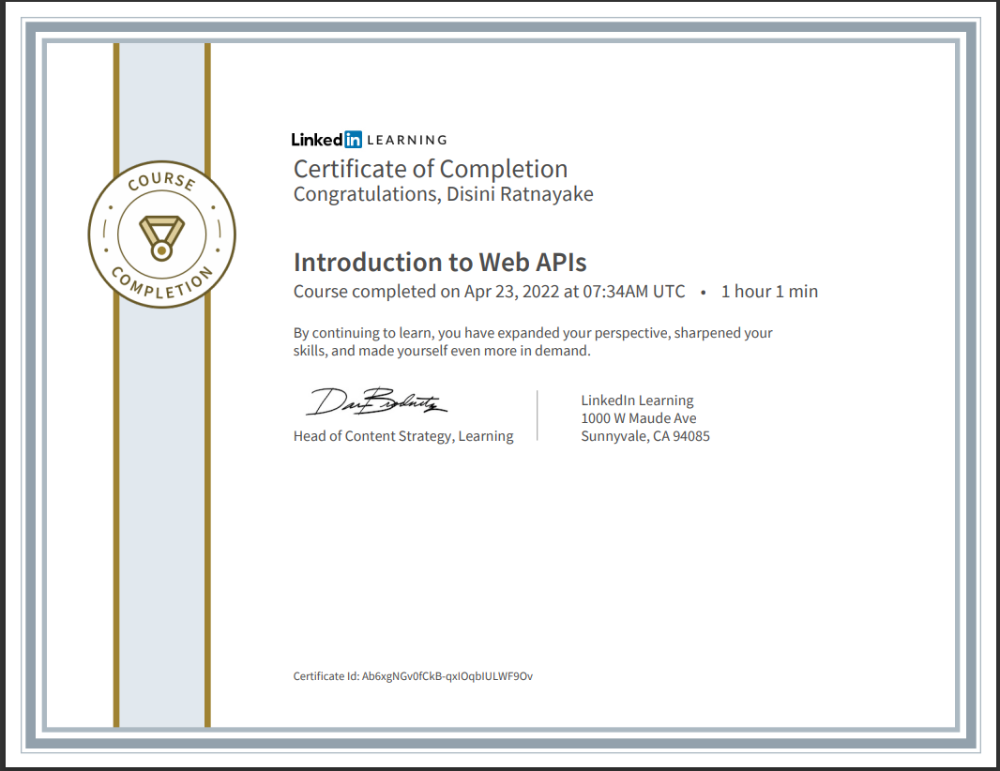 COURSE
COMPLETION
Linked in LEARNING
Certificate of Completion
Congratulations, Disini Ratnayake
Introduction to Web APIs
Course completed on Apr 23, 2022 at 07:34AM UTC • 1 hour 1 min
By continuing to learn, you have expanded your perspective, sharpened your
skills, and made yourself even more in demand.
Head of Content Strategy, Learning
LinkedIn Learning
1000 W Maude Ave
Sunnyvale, CA 94085
Certificate Id: Ab6xgNGv0fCkB-qxIOqbIULWF9Ov